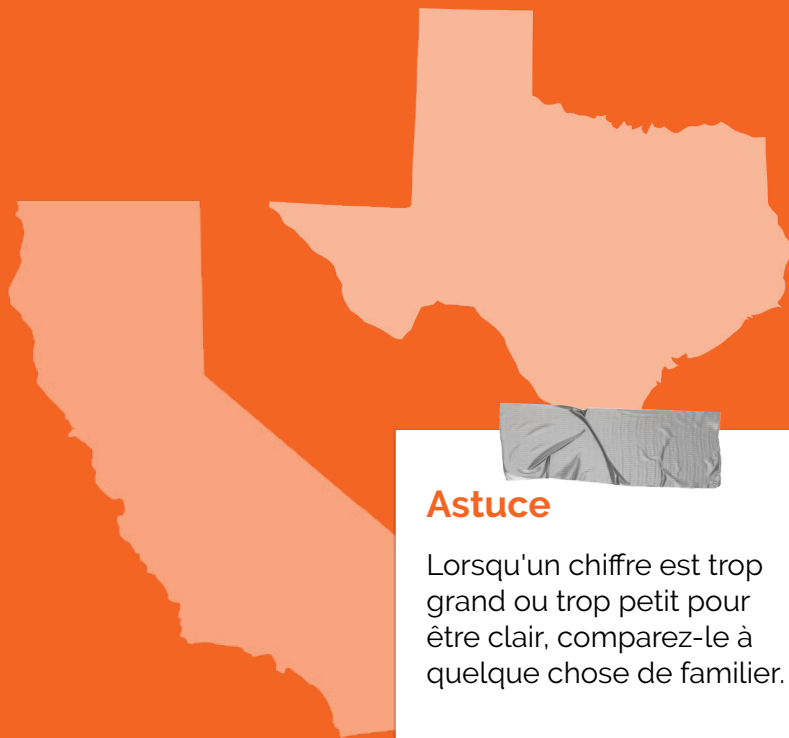 Astuce
Lorsqu'un chiffre est trop
grand ou trop petit pour
être clair, comparez-le à
quelque chose de familier.